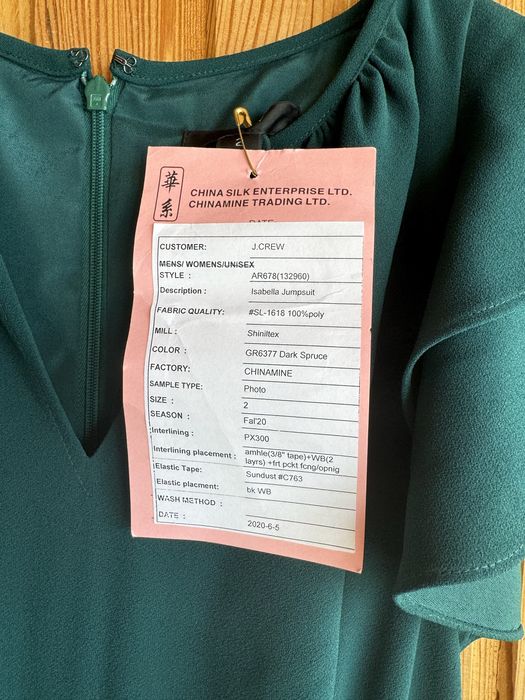 華系
CHINA SILK ENTERPRISE LTD.
CHINAMINE TRADING LTD.
DATE
CUSTOMER: J.CREW
MENS/ WOMENS/UNISEX
STYLE : AR678(132960)
Description : Isabella Jumpsuit
FABRIC QUALITY: #SL-1618 100%poly
MILL : Shiniltex
COLOR : GR6377 Dark Spruce
FACTORY: CHINAMINE
SAMPLE TYPE: Photo
SIZE : 2
SEASON : Fal'20
Interlining : PX300
Interlining placement : amhle(3/8" tape)+WB(2
layrs) +frt pckt fcng/opnig
Elastic Tape: Sundust #C763
Elastic placment: bk WB
WASH METHOD :
DATE : 2020-6-5